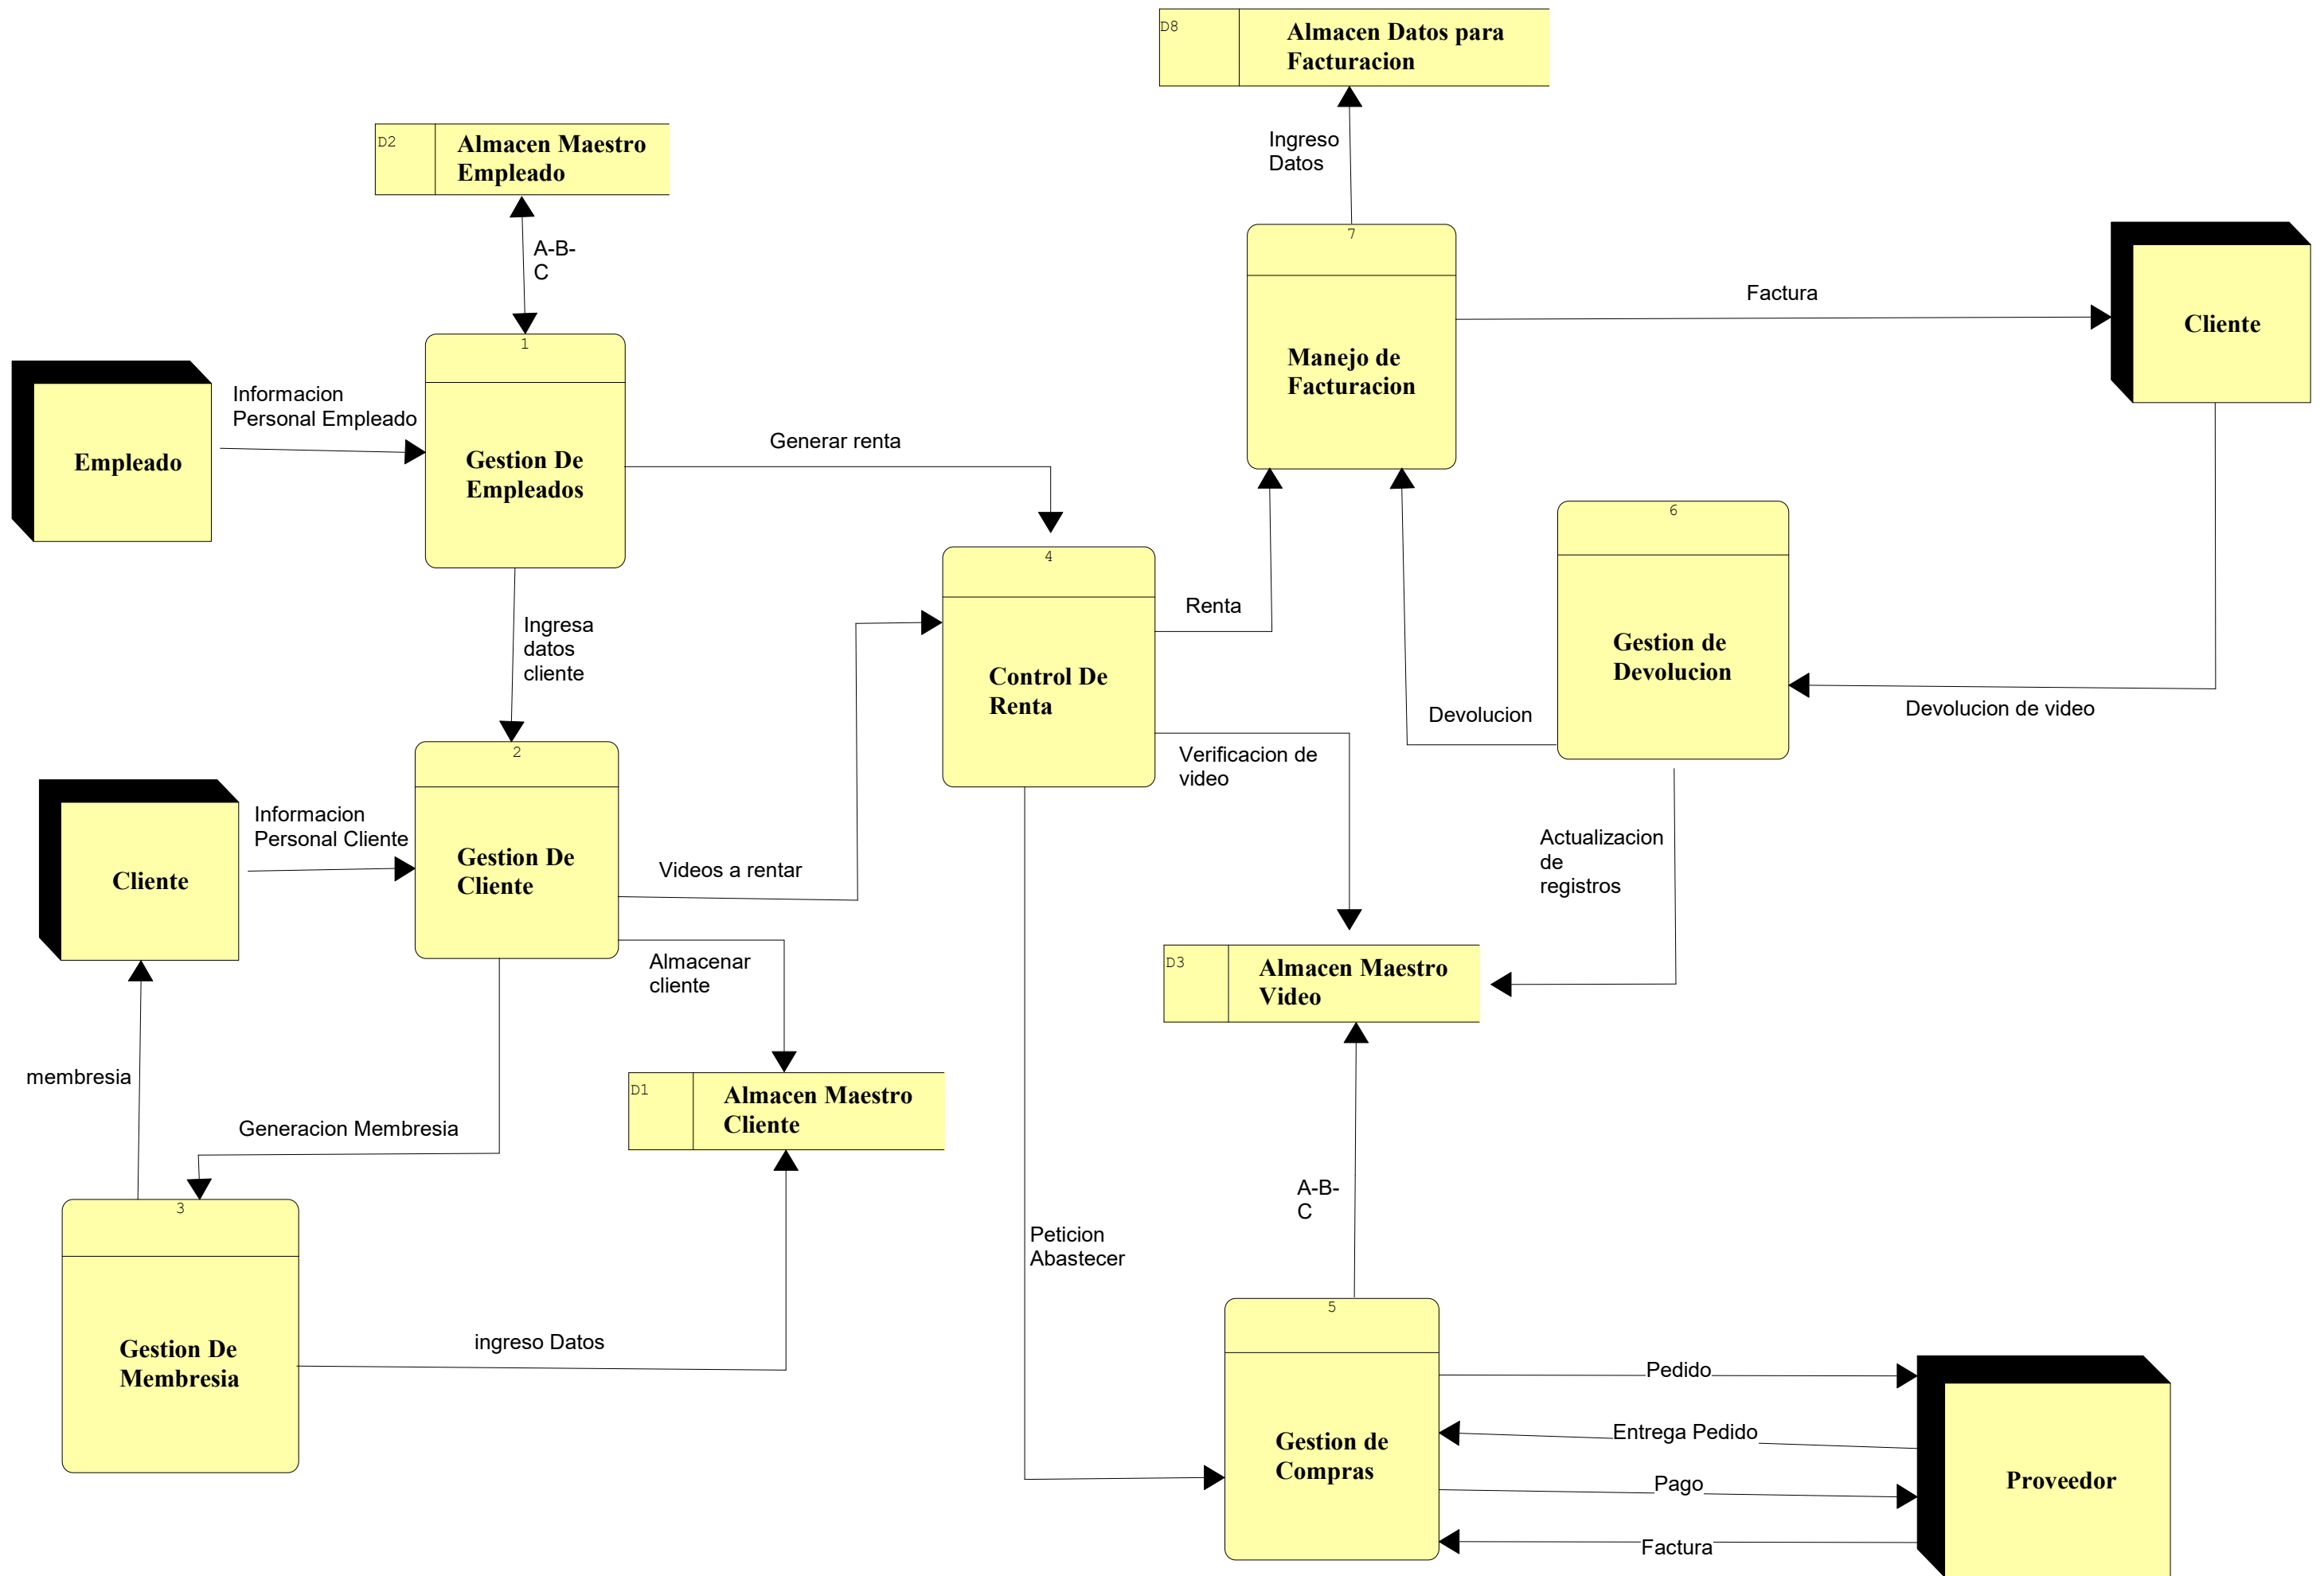 D8
Almacen Datos para
Facturacion
Ingreso
Datos
D2
Almacen Maestro
Empleado
A-B-
C
7
Manejo de
Facturacion
Factura
Cliente
1
Gestion De
Empleados
Informacion
Personal Empleado
Empleado
Generar renta
6
Gestion de
Devolucion
4
Control De
Renta
Renta
Ingresa
datos
cliente
Devolucion
Devolucion de video
2
Gestion De
Cliente
Verificacion de
video
Informacion
Personal Cliente
Cliente
Videos a rentar
Actualizacion
de
registros
Almacenar
cliente
D3
Almacen Maestro
Video
membresia
D1
Almacen Maestro
Cliente
Generacion Membresia
3
Gestion De
Membresia
A-B-
C
Peticion
Abastecer
ingreso Datos
5
Gestion de
Compras
Pedido
Entrega Pedido
Pago
Factura
Proveedor